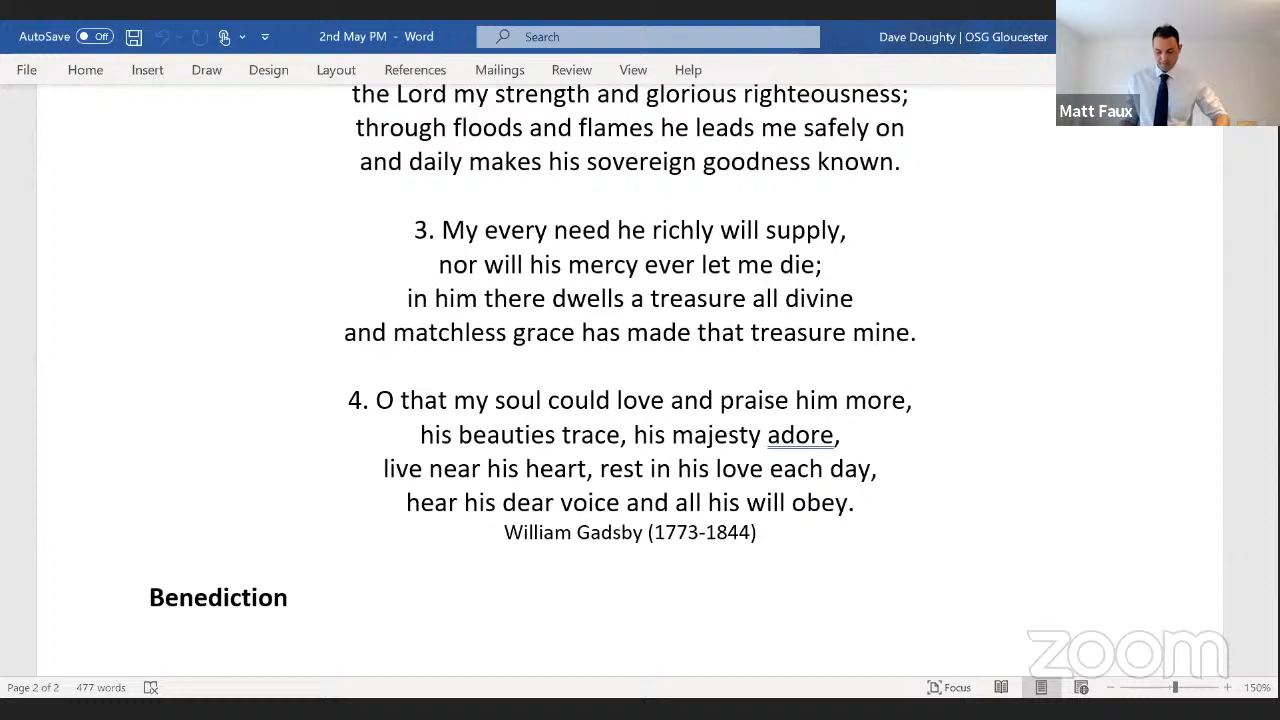 AutoSave Off 2nd May PM - Word Search Dave Doughty | OSG Gloucester
File Home Insert Draw Design Layout References Mailings Review View Help
Matt Faux
the Lord my strength and glorious righteousness;
through floods and flames he leads me safely on
and daily makes his sovereign goodness known.
3. My every need he richly will supply,
nor will his mercy ever let me die;
in him there dwells a treasure all divine
and matchless grace has made that treasure mine.
4. O that my soul could love and praise him more,
his beauties trace, his majesty adore,
live near his heart, rest in his love each day,
hear his dear voice and all his will obey.
William Gadsby (1773-1844)
Benediction
zoom
Page 2 of 2 477 words Focus 150%